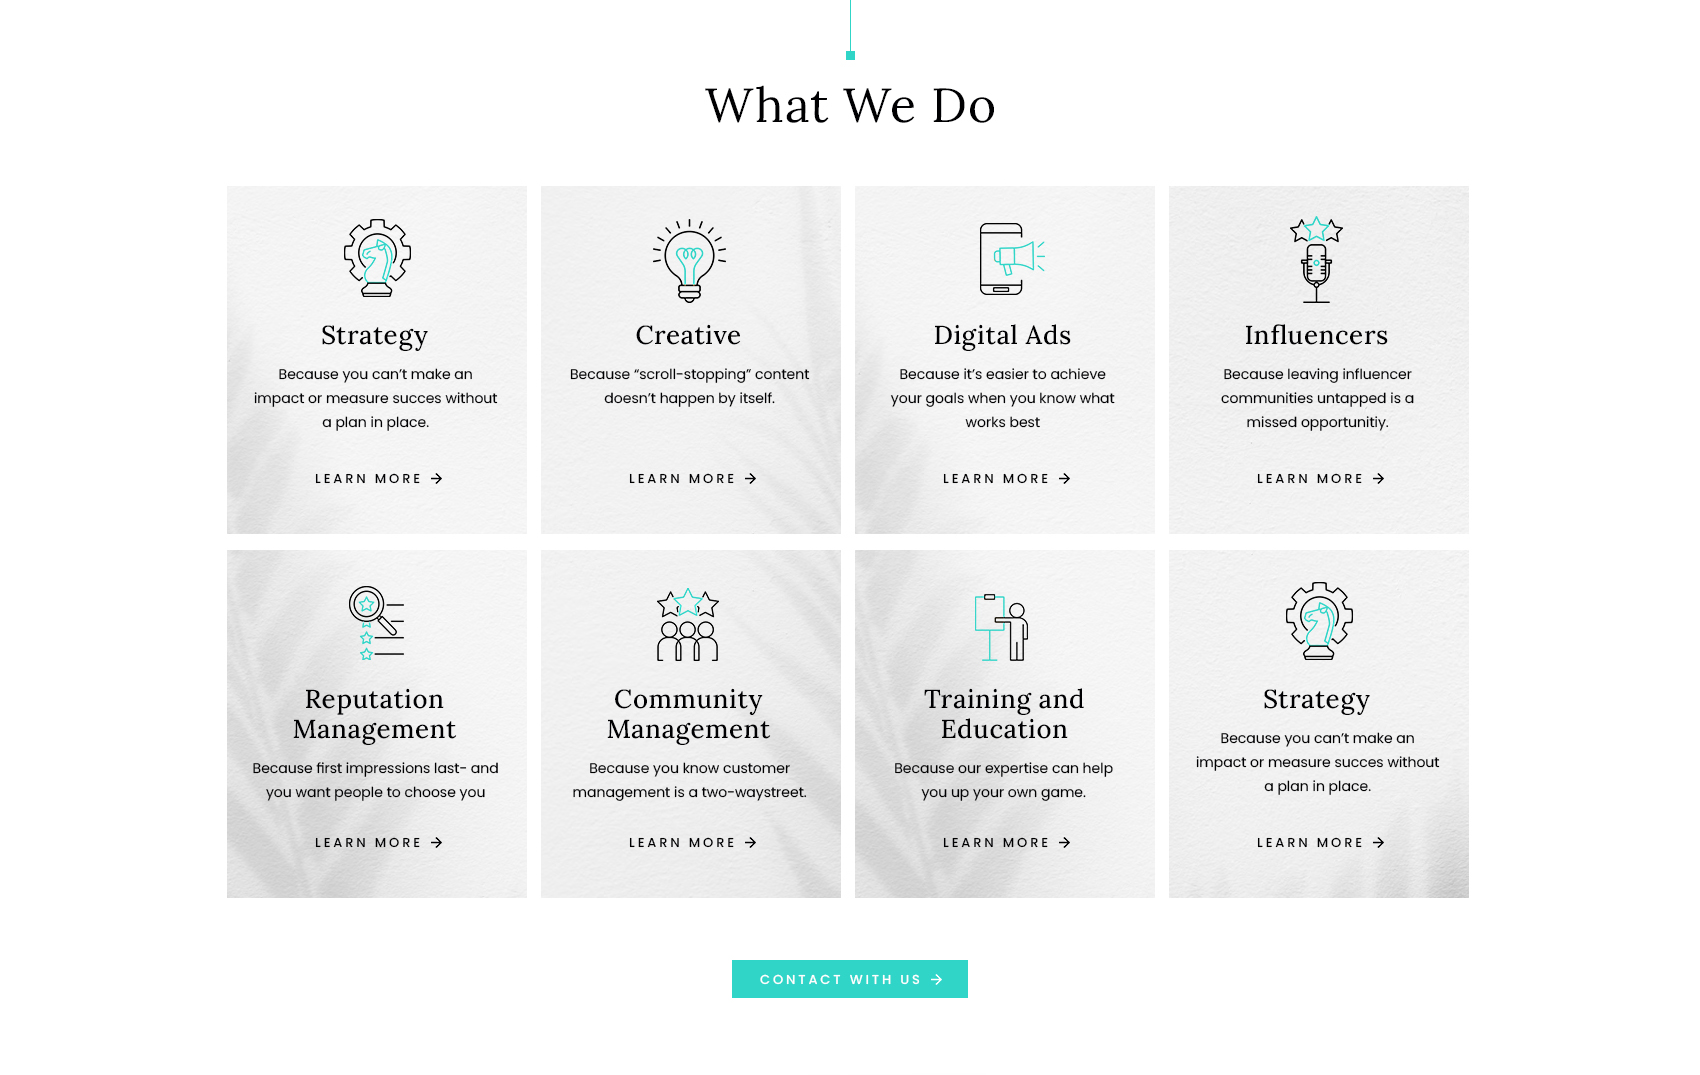 What We Do
Strategy
Because you can't make an
impact or measure succes without
a plan in place.
LEARN MORE →
Creative
Because “scroll-stopping” content
doesn't happen by itself.
LEARN MORE →
Digital Ads
Because it's easier to achieve
your goals when you know what
works best
LEARN MORE →
Influencers
Because leaving influencer
communities untapped is a
missed opportunitiy.
LEARN MORE →
Reputation
Management
Because first impressions last- and
you want people to choose you
LEARN MORE →
Community
Management
Because you know customer
management is a two-waystreet.
LEARN MORE →
Training and
Education
Because our expertise can help
you up your own game.
LEARN MORE →
Strategy
Because you can't make an
impact or measure succes without
a plan in place.
LEARN MORE →
CONTACT WITH US →